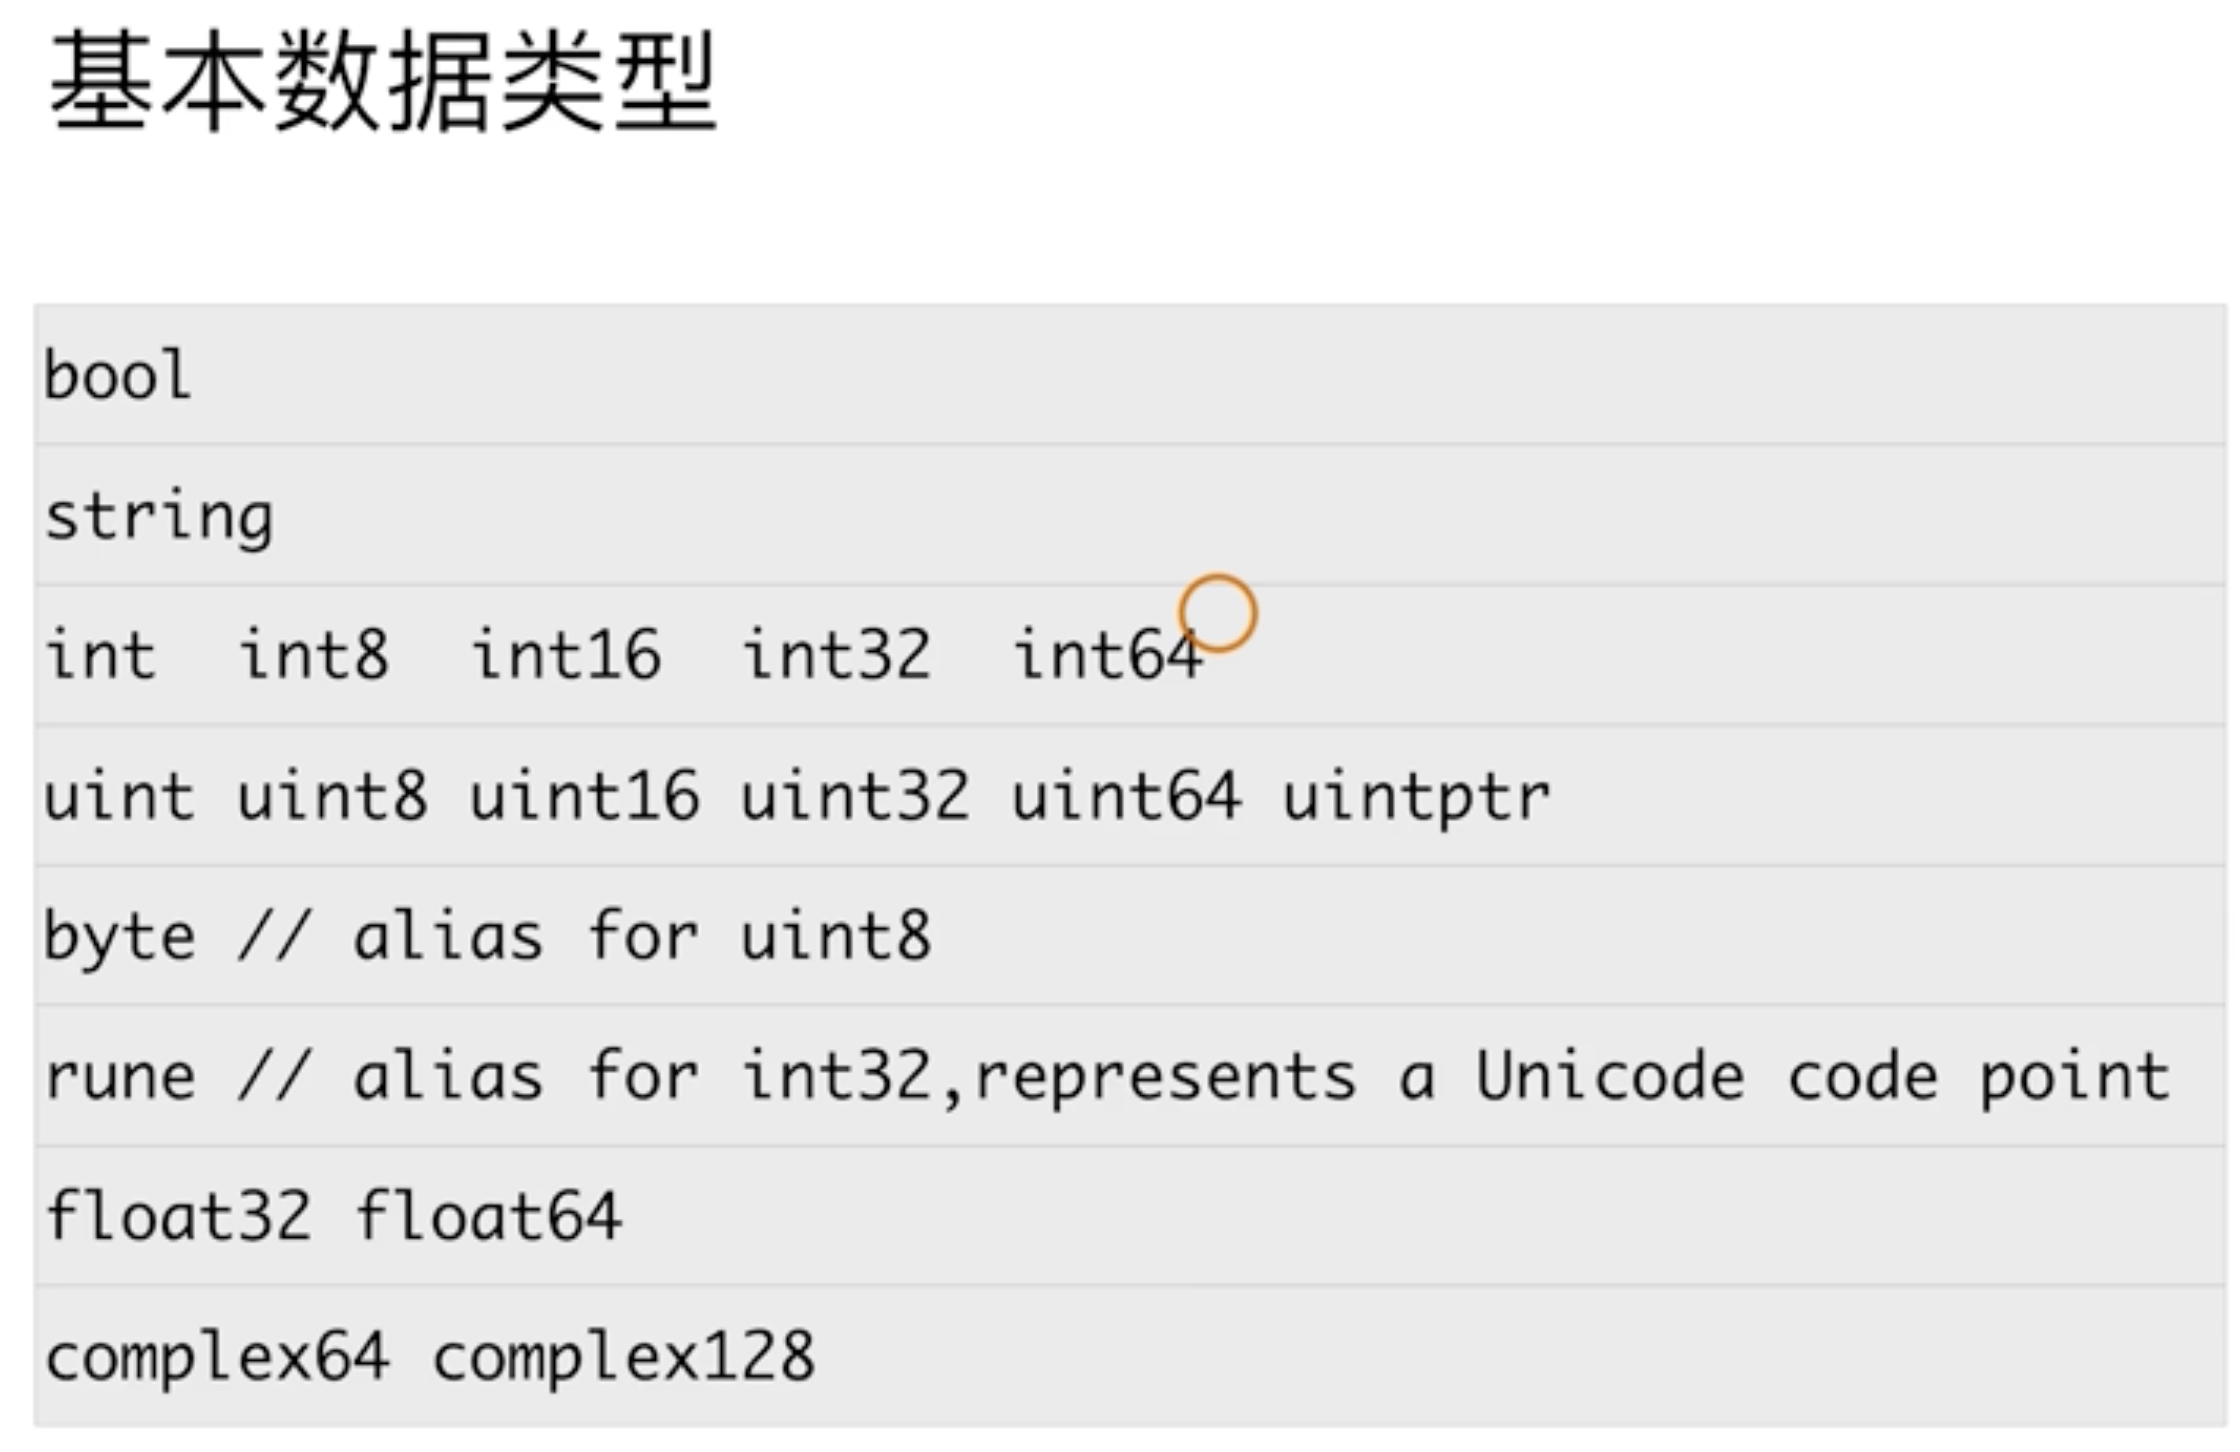 基本数据类型
bool
string
int  int8  int16  int32  int64
uint uint8 uint16 uint32 uint64 uintptr
byte // alias for uint8
rune // alias for int32,represents a Unicode code point
float32 float64
complex64 complex128